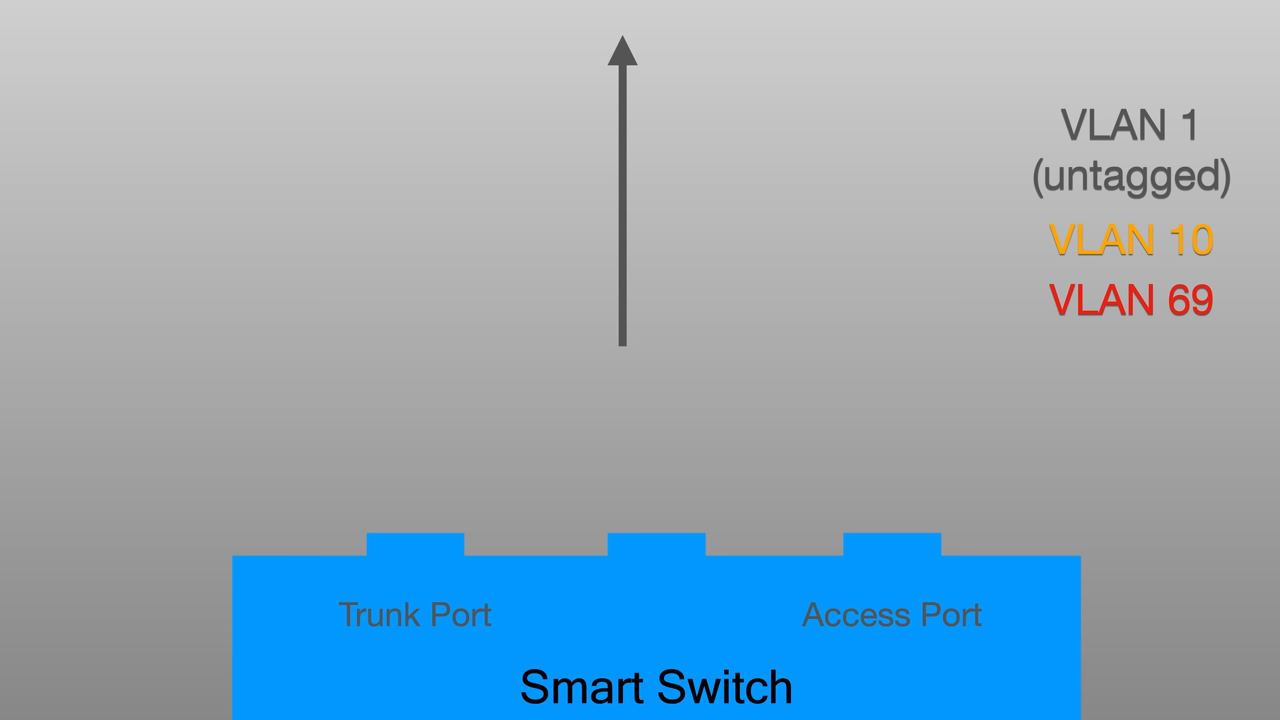 VLAN 1
(untagged)
VLAN 10
VLAN 69
Trunk Port
Access Port
Smart Switch